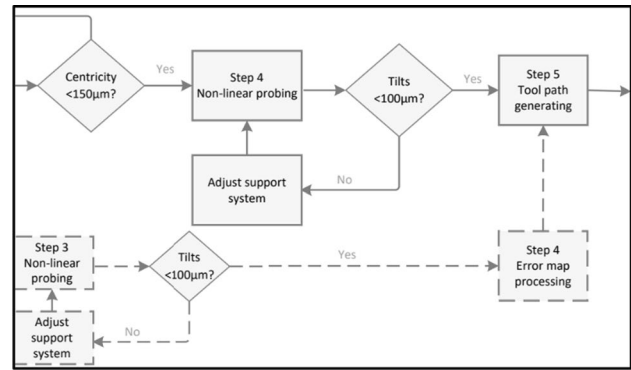 Centricity
<150μm?
Yes
Step 4
Non-linear probing
Tilts
<100μm?
Yes
Step 5
Tool path
generating
Adjust support
system
No
Step 3
Non-linear
probing
Tilts
<100μm?
Yes
Step 4
Error map
processing
Adjust
support
system
No